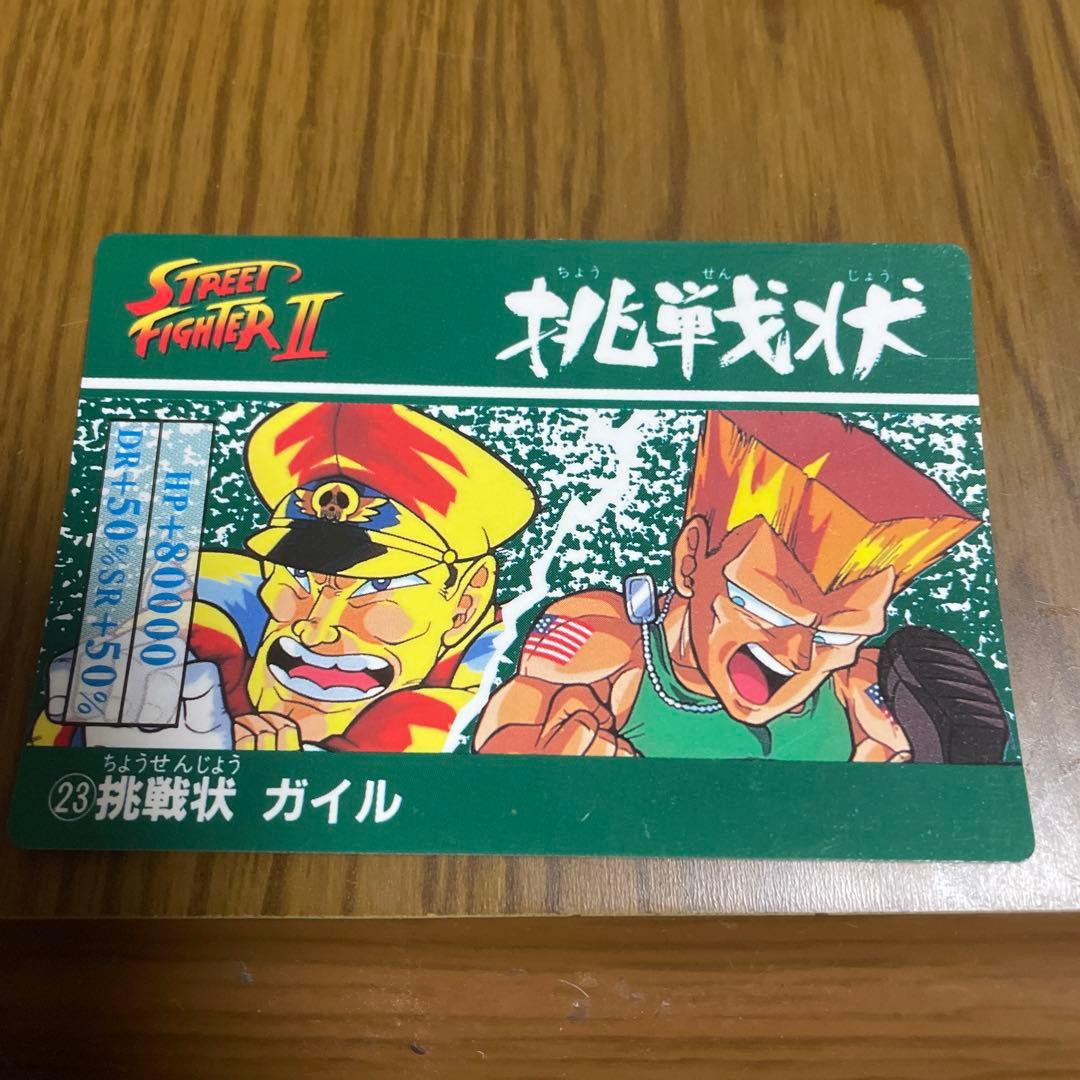 STREET
FIGHTER II
ちょう せん じょう
挑戦状
HP+80000
DR+50% SR+50%
ちょうせんじょう
㉓挑戦状 ガイル